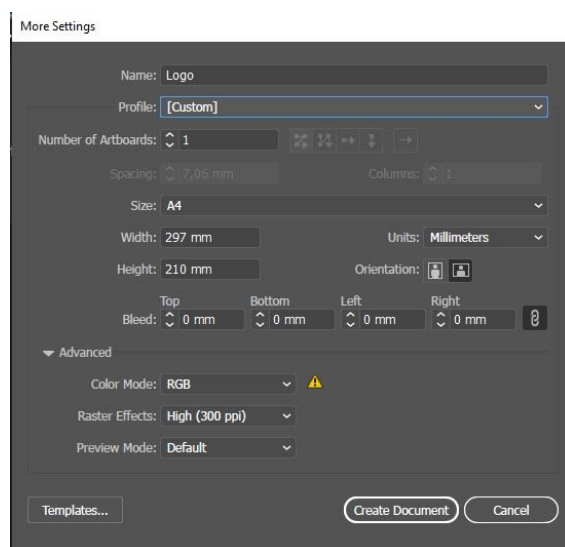 More Settings
Name: Logo
Profile: [Custom]
Number of Artboards: 1
Spacing: 7,06 mm Columns: 1
Size: A4
Width: 297 mm Units: Millimeters
Height: 210 mm Orientation:
Top Bottom Left Right
Bleed: 0 mm 0 mm 0 mm 0 mm
Advanced
Color Mode: RGB
Raster Effects: High (300 ppi)
Preview Mode: Default
Templates... Create Document Cancel